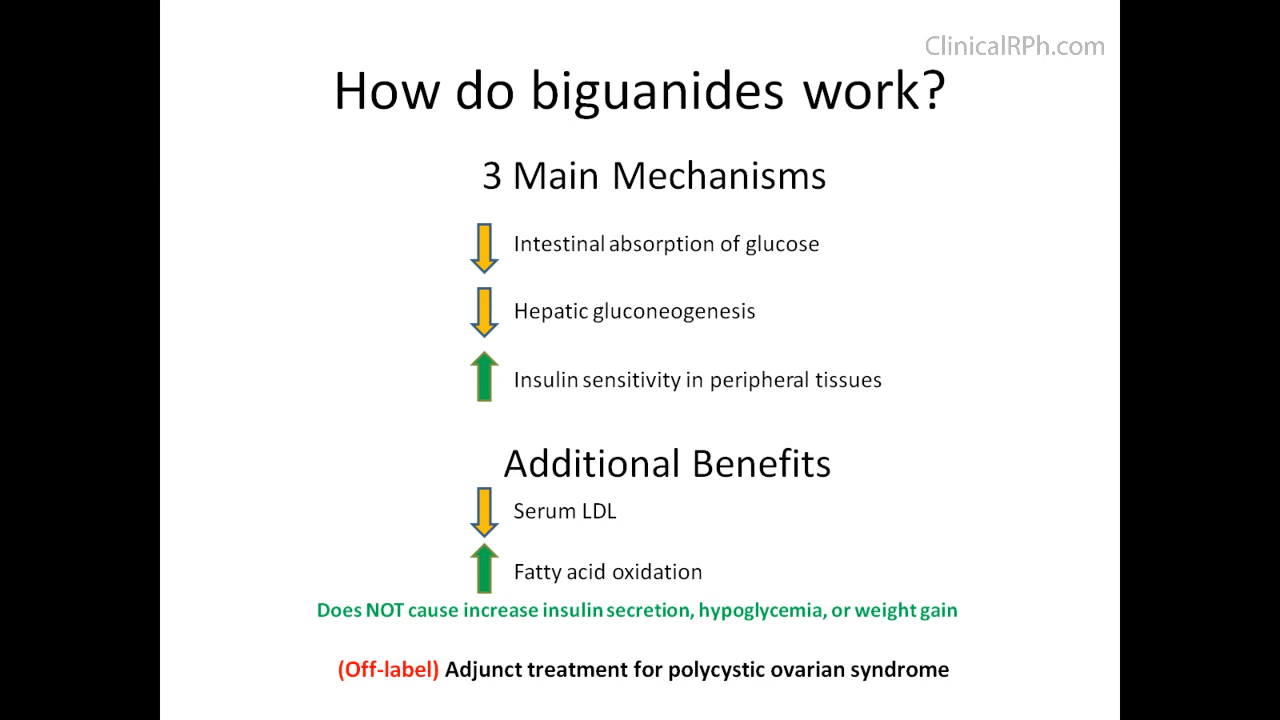 ClinicalRPh.com
How do biguanides work?
3 Main Mechanisms
Intestinal absorption of glucose
Hepatic gluconeogenesis
Insulin sensitivity in peripheral tissues
Additional Benefits
Serum LDL
Fatty acid oxidation
Does NOT cause increase insulin secretion, hypoglycemia, or weight gain
(Off-label) Adjunct treatment for polycystic ovarian syndrome